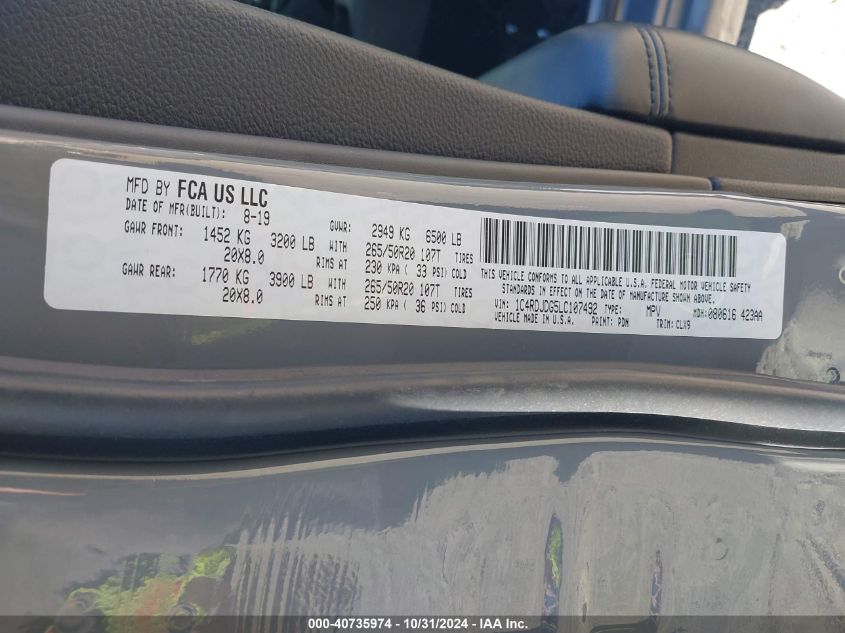 MFD BY FCA US LLC
DATE OF MFR(BUILT): 8-19 GVWR: 2949 KG 6500 LB
GAWR FRONT: 1452 KG 3200 LB WITH 265/50R20 107T TIRES
20X8.0 RIMS AT 230 KPA ( 33 PSI) COLD
GAWR REAR: 1770 KG 3900 LB WITH 265/50R20 107T TIRES
20X8.0 RIMS AT 250 KPA ( 36 PSI) COLD
THIS VEHICLE CONFORMS TO ALL APPLICABLE U.S.A. FEDERAL MOTOR VEHICLE SAFETY
STANDARDS IN EFFECT ON THE DATE OF MANUFACTURE SHOWN ABOVE.
VIN: 1C4RDJDG5LC107492 TYPE: MPV MDH:080616 423AA
VEHICLE MADE IN U.S.A. PAINT: PDN TRIM:CLX9
000-40735974 - 10/31/2024 - IAA Inc.